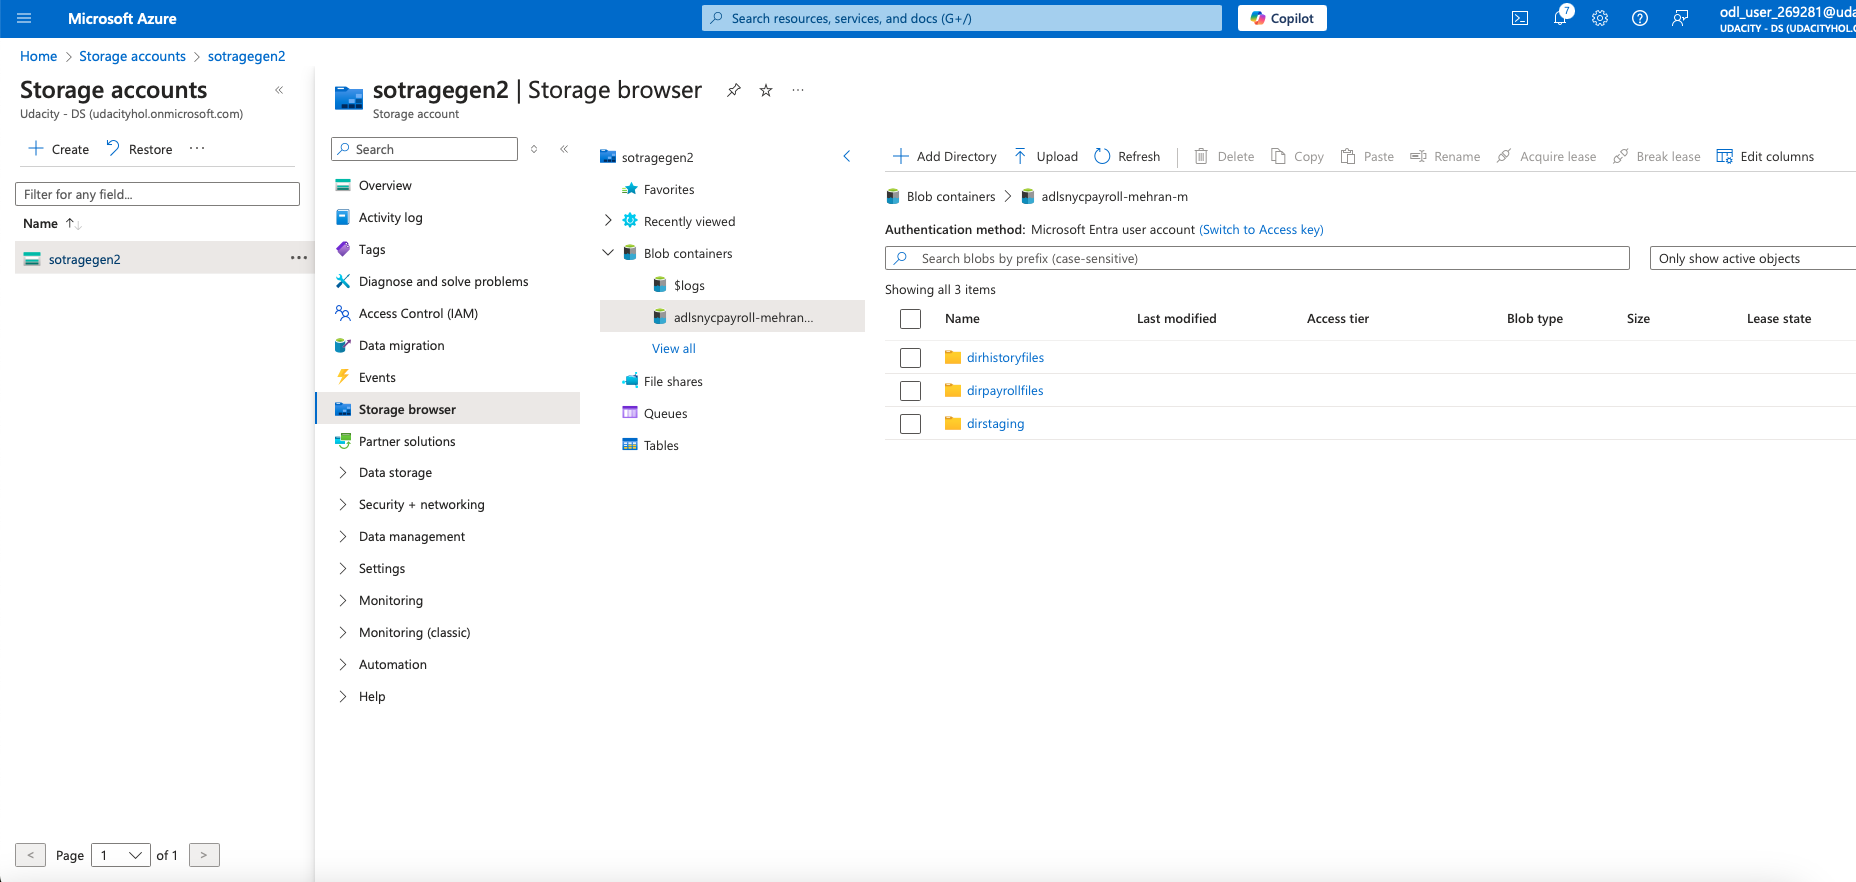 Microsoft Azure
Search resources, services, and docs (G+/)
Copilot
7
odl_user_269281@uda
UDACITY - DS (UDACITYHOL.O
Home > Storage accounts > sotragegen2
Storage accounts
Udacity - DS (udacityhol.onmicrosoft.com)
Create
Restore
Filter for any field...
Name
sotragegen2
Page 1 of 1
sotragegen2 | Storage browser
Storage account
Search
Overview
Activity log
Tags
Diagnose and solve problems
Access Control (IAM)
Data migration
Events
Storage browser
Partner solutions
Data storage
Security + networking
Data management
Settings
Monitoring
Monitoring (classic)
Automation
Help
sotragegen2
Favorites
Recently viewed
Blob containers
$logs
adlsnycpayroll-mehran...
View all
File shares
Queues
Tables
Add Directory Upload Refresh Delete Copy Paste Rename Acquire lease Break lease Edit columns
Blob containers > adlsnycpayroll-mehran-m
Authentication method: Microsoft Entra user account (Switch to Access key)
Search blobs by prefix (case-sensitive)
Only show active objects
Showing all 3 items
Name Last modified Access tier Blob type Size Lease state
dirhistoryfiles
dirpayrollfiles
dirstaging